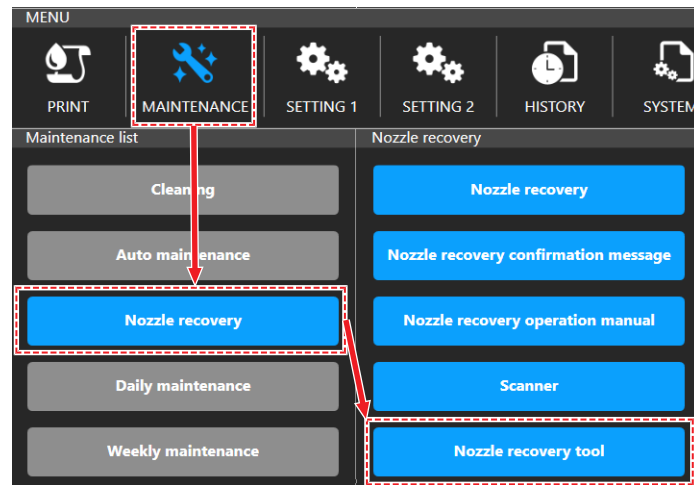 MENU
PRINT
MAINTENANCE
SETTING 1
SETTING 2
HISTORY
SYSTEM
Maintenance list
Nozzle recovery
Cleaning
Nozzle recovery
Auto maintenance
Nozzle recovery confirmation message
Nozzle recovery
Nozzle recovery operation manual
Daily maintenance
Scanner
Weekly maintenance
Nozzle recovery tool